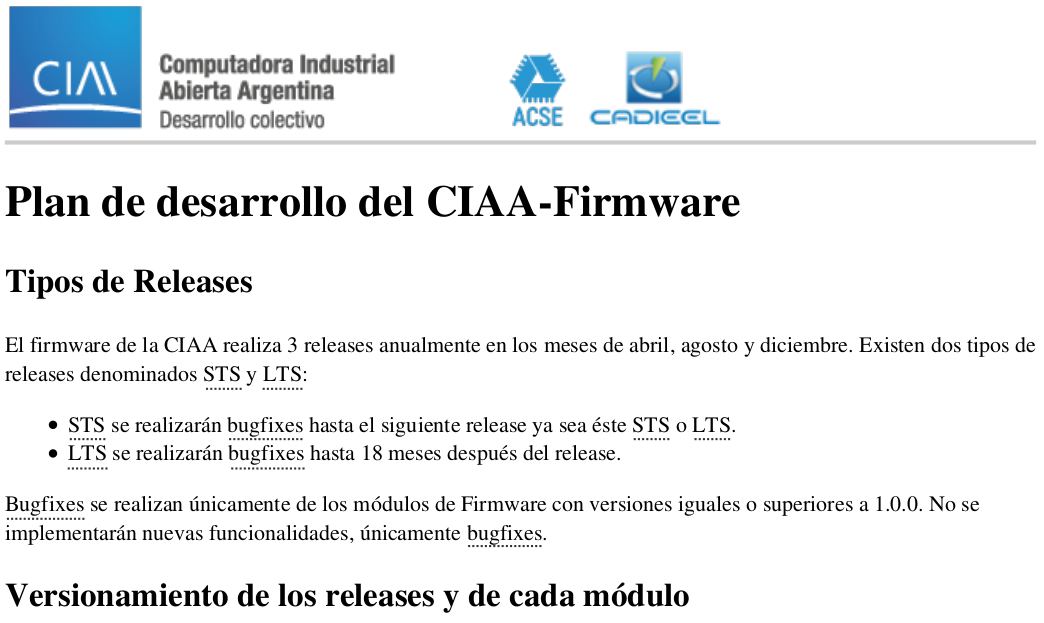 CIAA
Computadora Industrial
Abierta Argentina
Desarrollo colectivo
ACSE
CADIEEL
Plan de desarrollo del CIAA-Firmware
Tipos de Releases
El firmware de la CIAA realiza 3 releases anualmente en los meses de abril, agosto y diciembre. Existen dos tipos de
releases denominados STS y LTS:
• STS se realizarán bugfixes hasta el siguiente release ya sea éste STS o LTS.
• LTS se realizarán bugfixes hasta 18 meses después del release.
Bugfixes se realizan únicamente de los módulos de Firmware con versiones iguales o superiores a 1.0.0. No se
implementarán nuevas funcionalidades, únicamente bugfixes.
Versionamiento de los releases y de cada módulo